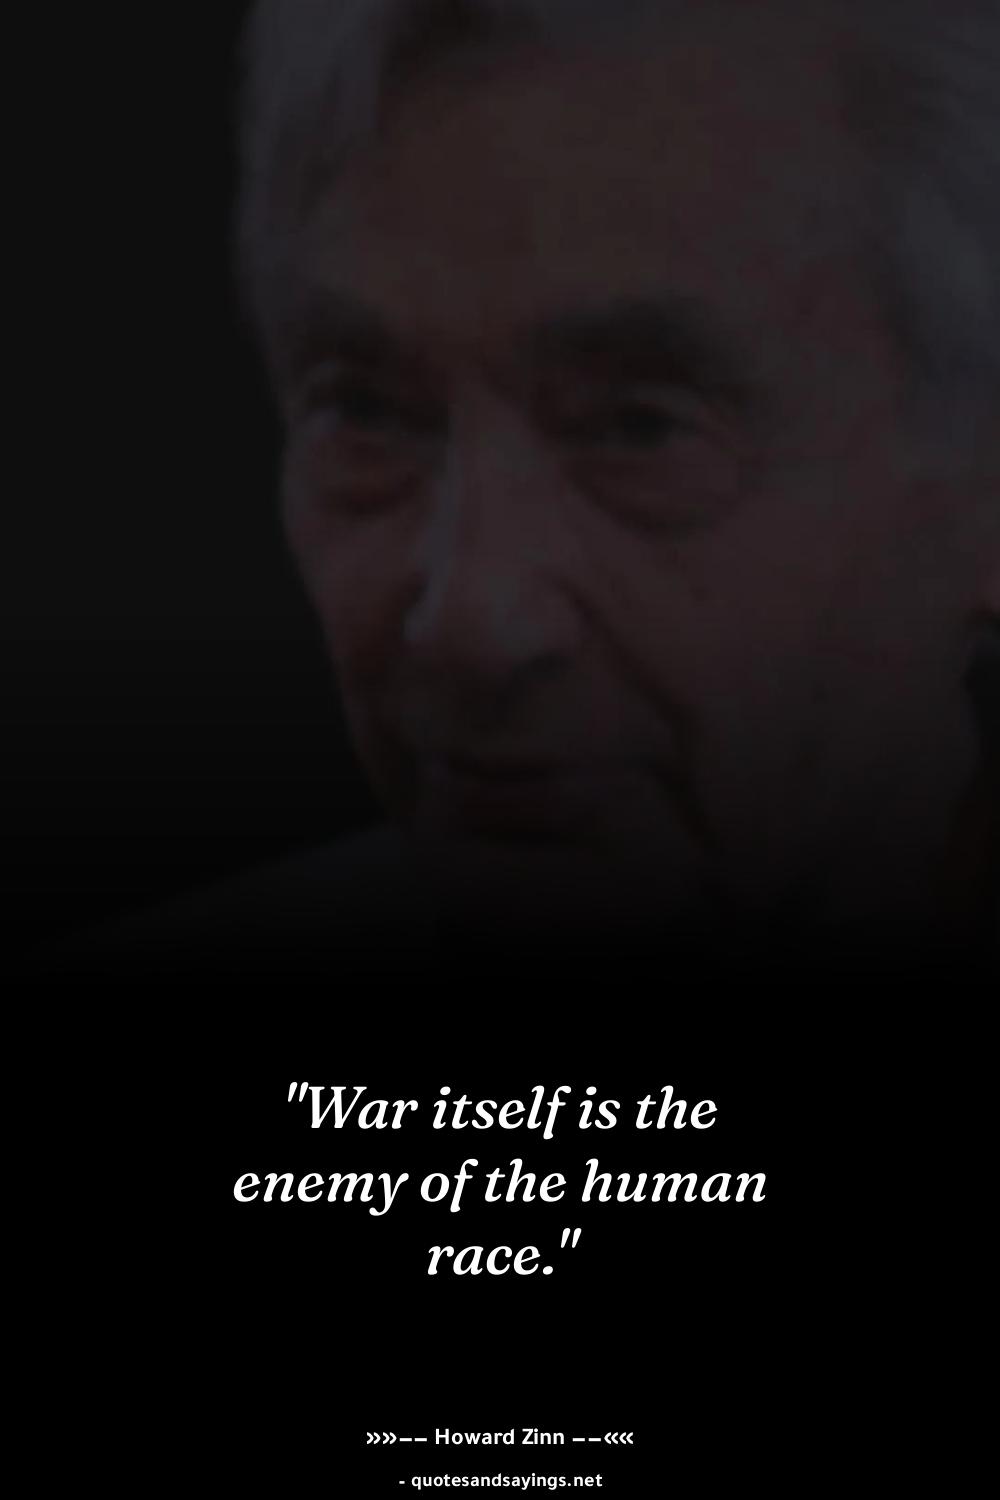 "War itself is the
enemy of the human
race."
»»−− Howard Zinn −−««
- quotesandsayings.net